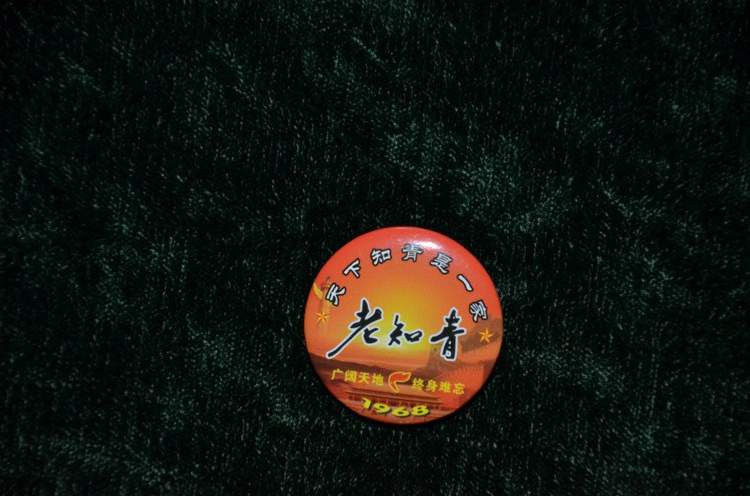 天下知青是一家
老知青
广阔天地 终身难忘
1968